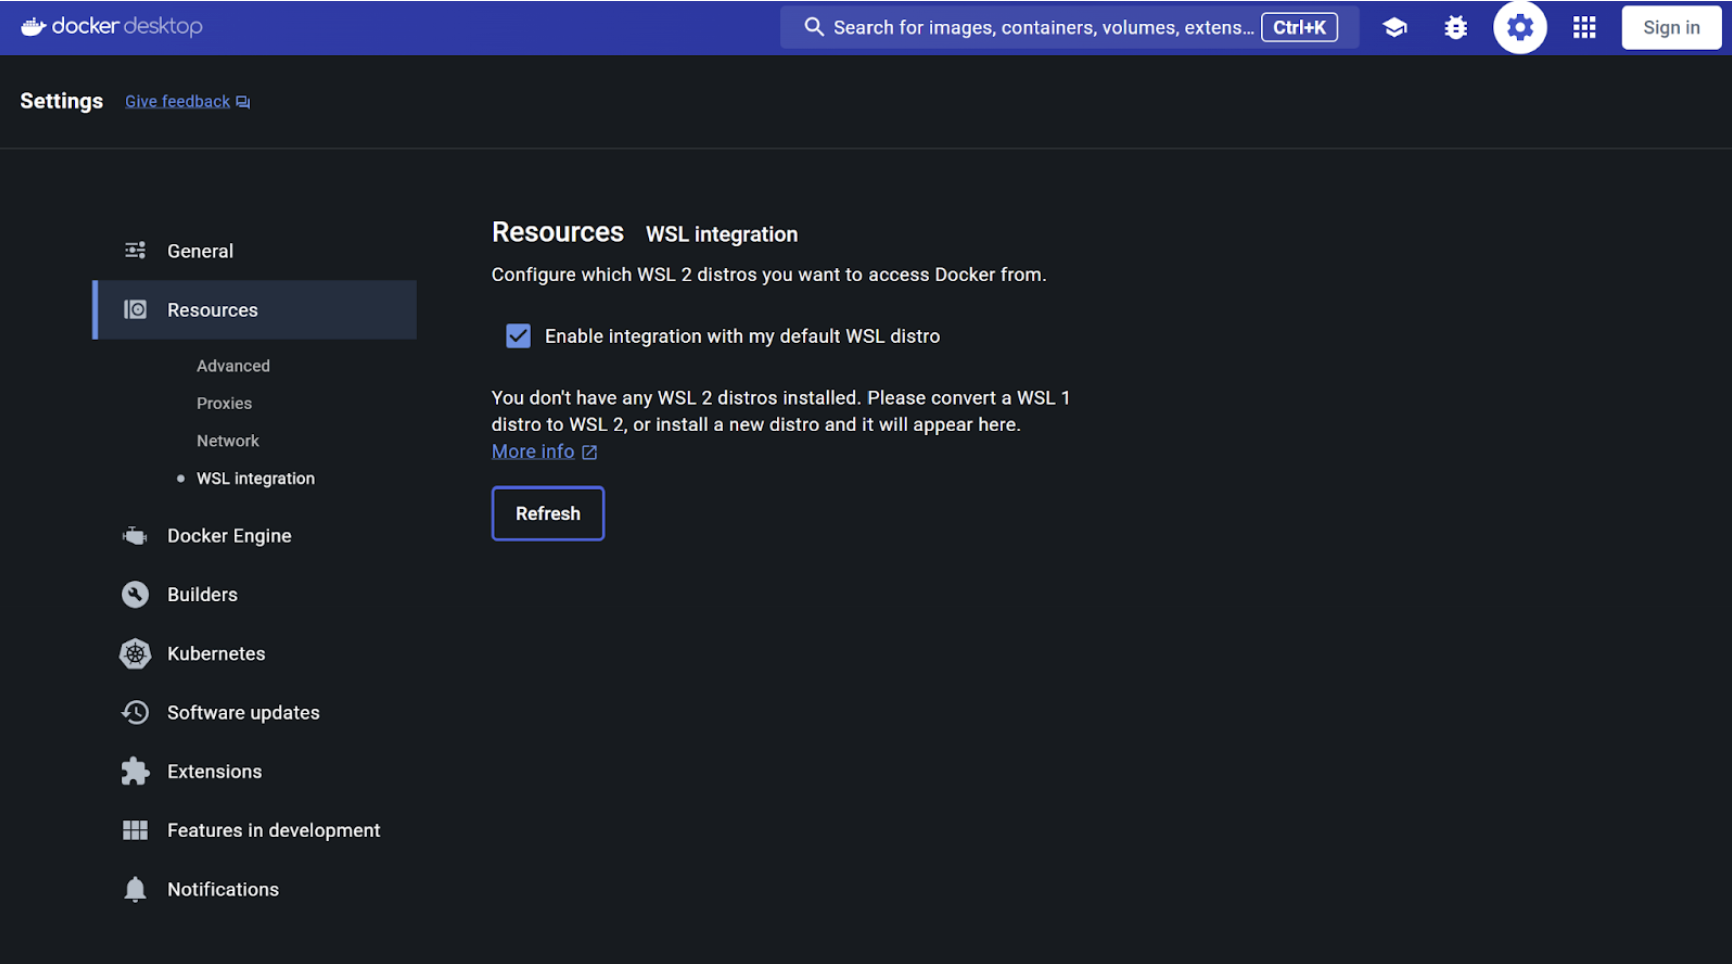 docker desktop
Search for images, containers, volumes, extens... Ctrl+K
Sign in
Settings Give feedback
General
Resources
Advanced
Proxies
Network
WSL integration
Docker Engine
Builders
Kubernetes
Software updates
Extensions
Features in development
Notifications
Resources WSL integration
Configure which WSL 2 distros you want to access Docker from.
Enable integration with my default WSL distro
You don't have any WSL 2 distros installed. Please convert a WSL 1
distro to WSL 2, or install a new distro and it will appear here.
More info
Refresh